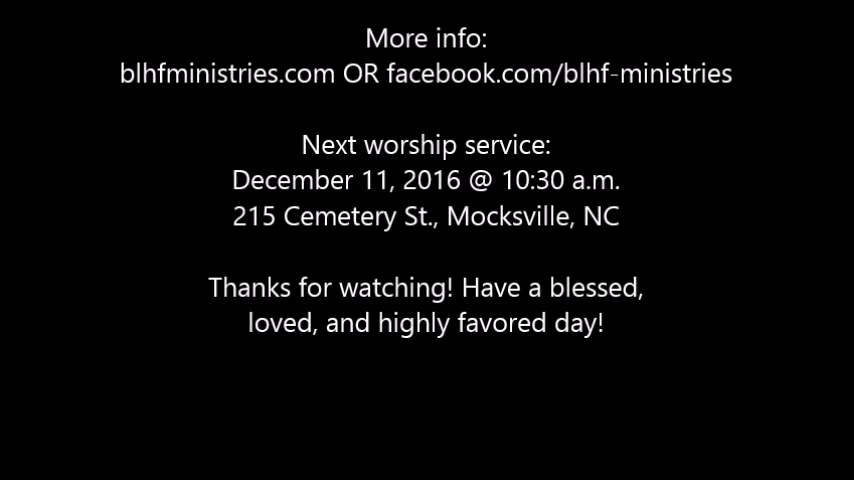 More info:
blhfministries.com OR facebook.com/blhf-ministries
Next worship service:
December 11, 2016 @ 10:30 a.m.
215 Cemetery St., Mocksville, NC
Thanks for watching! Have a blessed,
loved, and highly favored day!